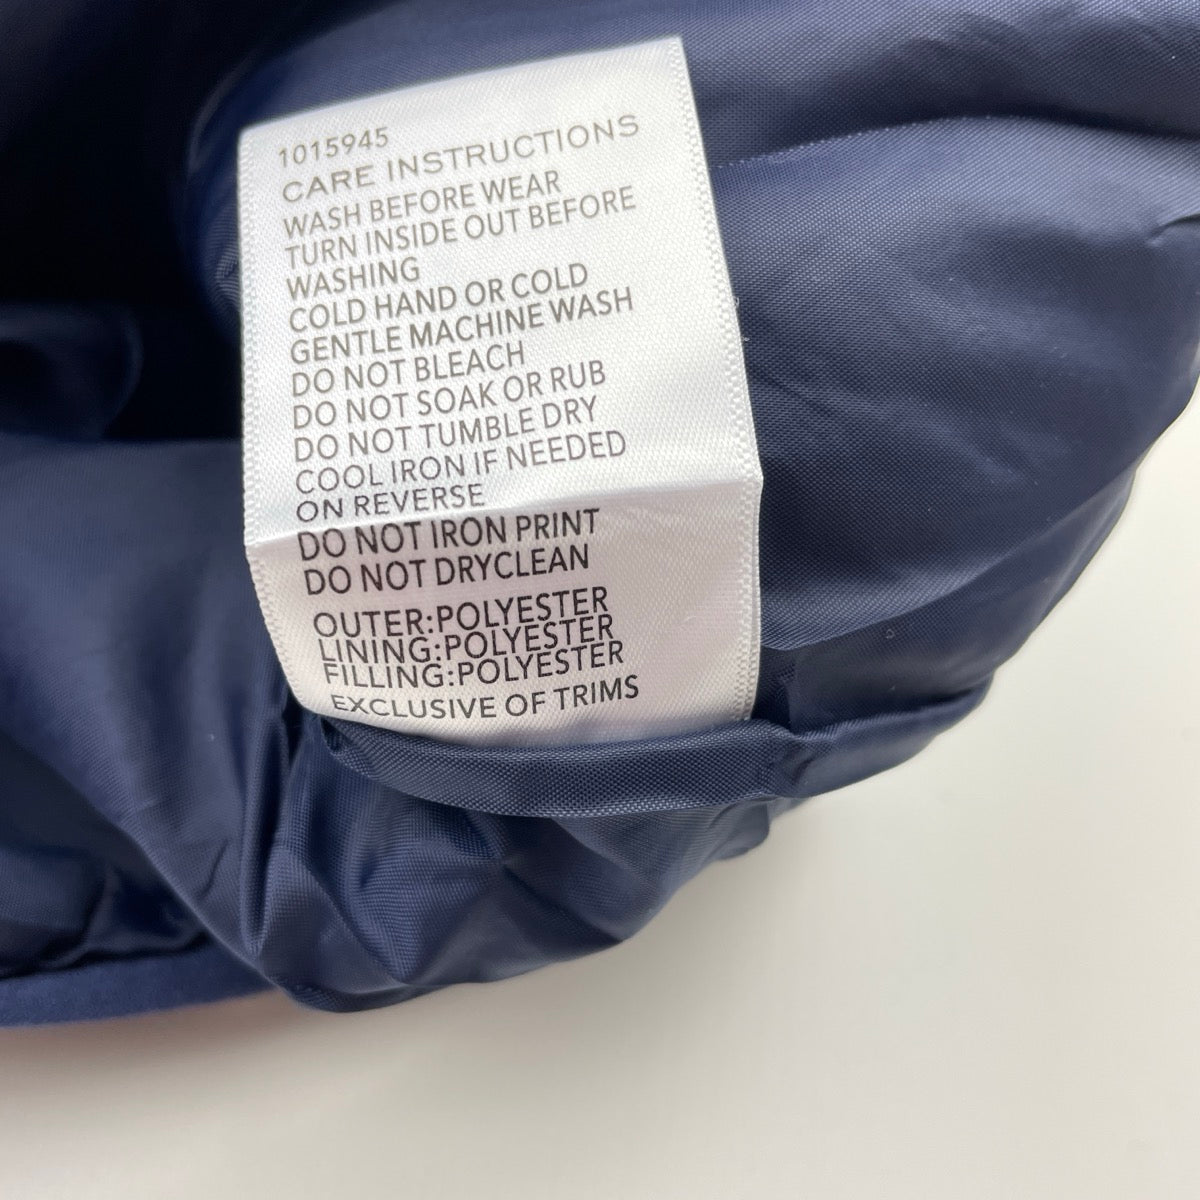 1015945
CARE INSTRUCTIONS
WASH BEFORE WEAR
TURN INSIDE OUT BEFORE
WASHING
COLD HAND OR COLD
GENTLE MACHINE WASH
DO NOT BLEACH
DO NOT SOAK OR RUB
DO NOT TUMBLE DRY
COOL IRON IF NEEDED
ON REVERSE
DO NOT IRON PRINT
DO NOT DRYCLEAN
OUTER:POLYESTER
LINING:POLYESTER
FILLING:POLYESTER
EXCLUSIVE OF TRIMS